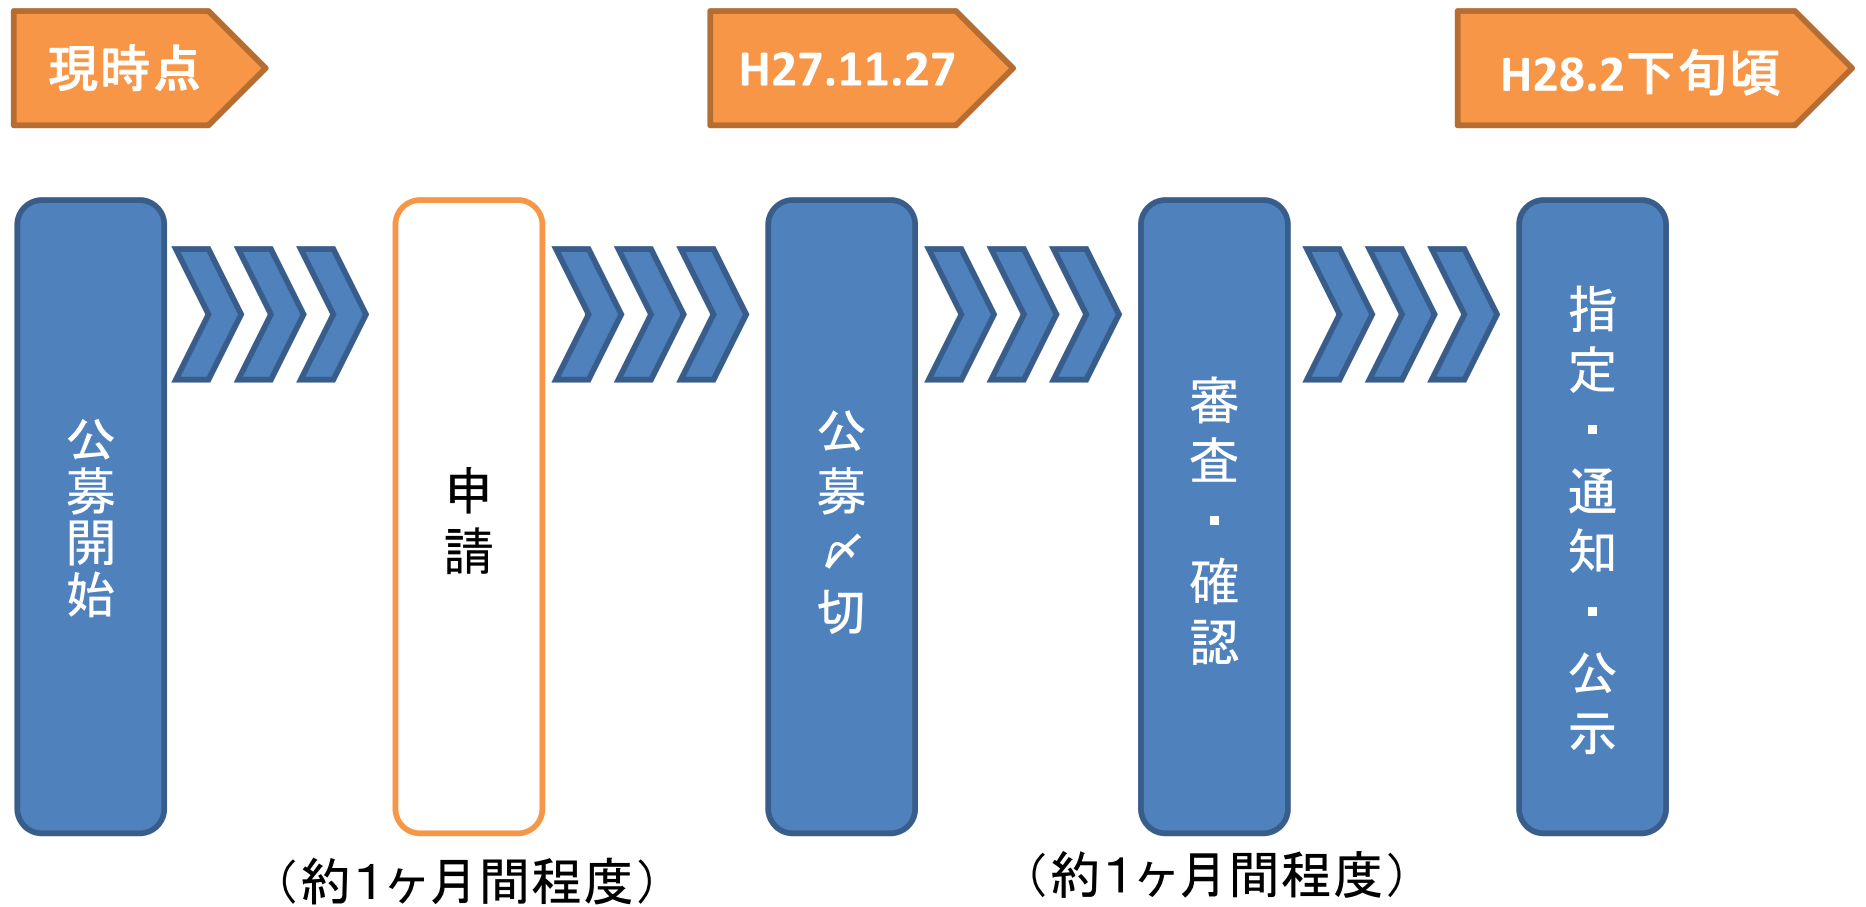 現時点
H27.11.27
H28.2下旬頃
公募開始
申請
公募〆切
審査・確認
指定・通知・公示
（約1ヶ月間程度）
（約1ヶ月間程度）